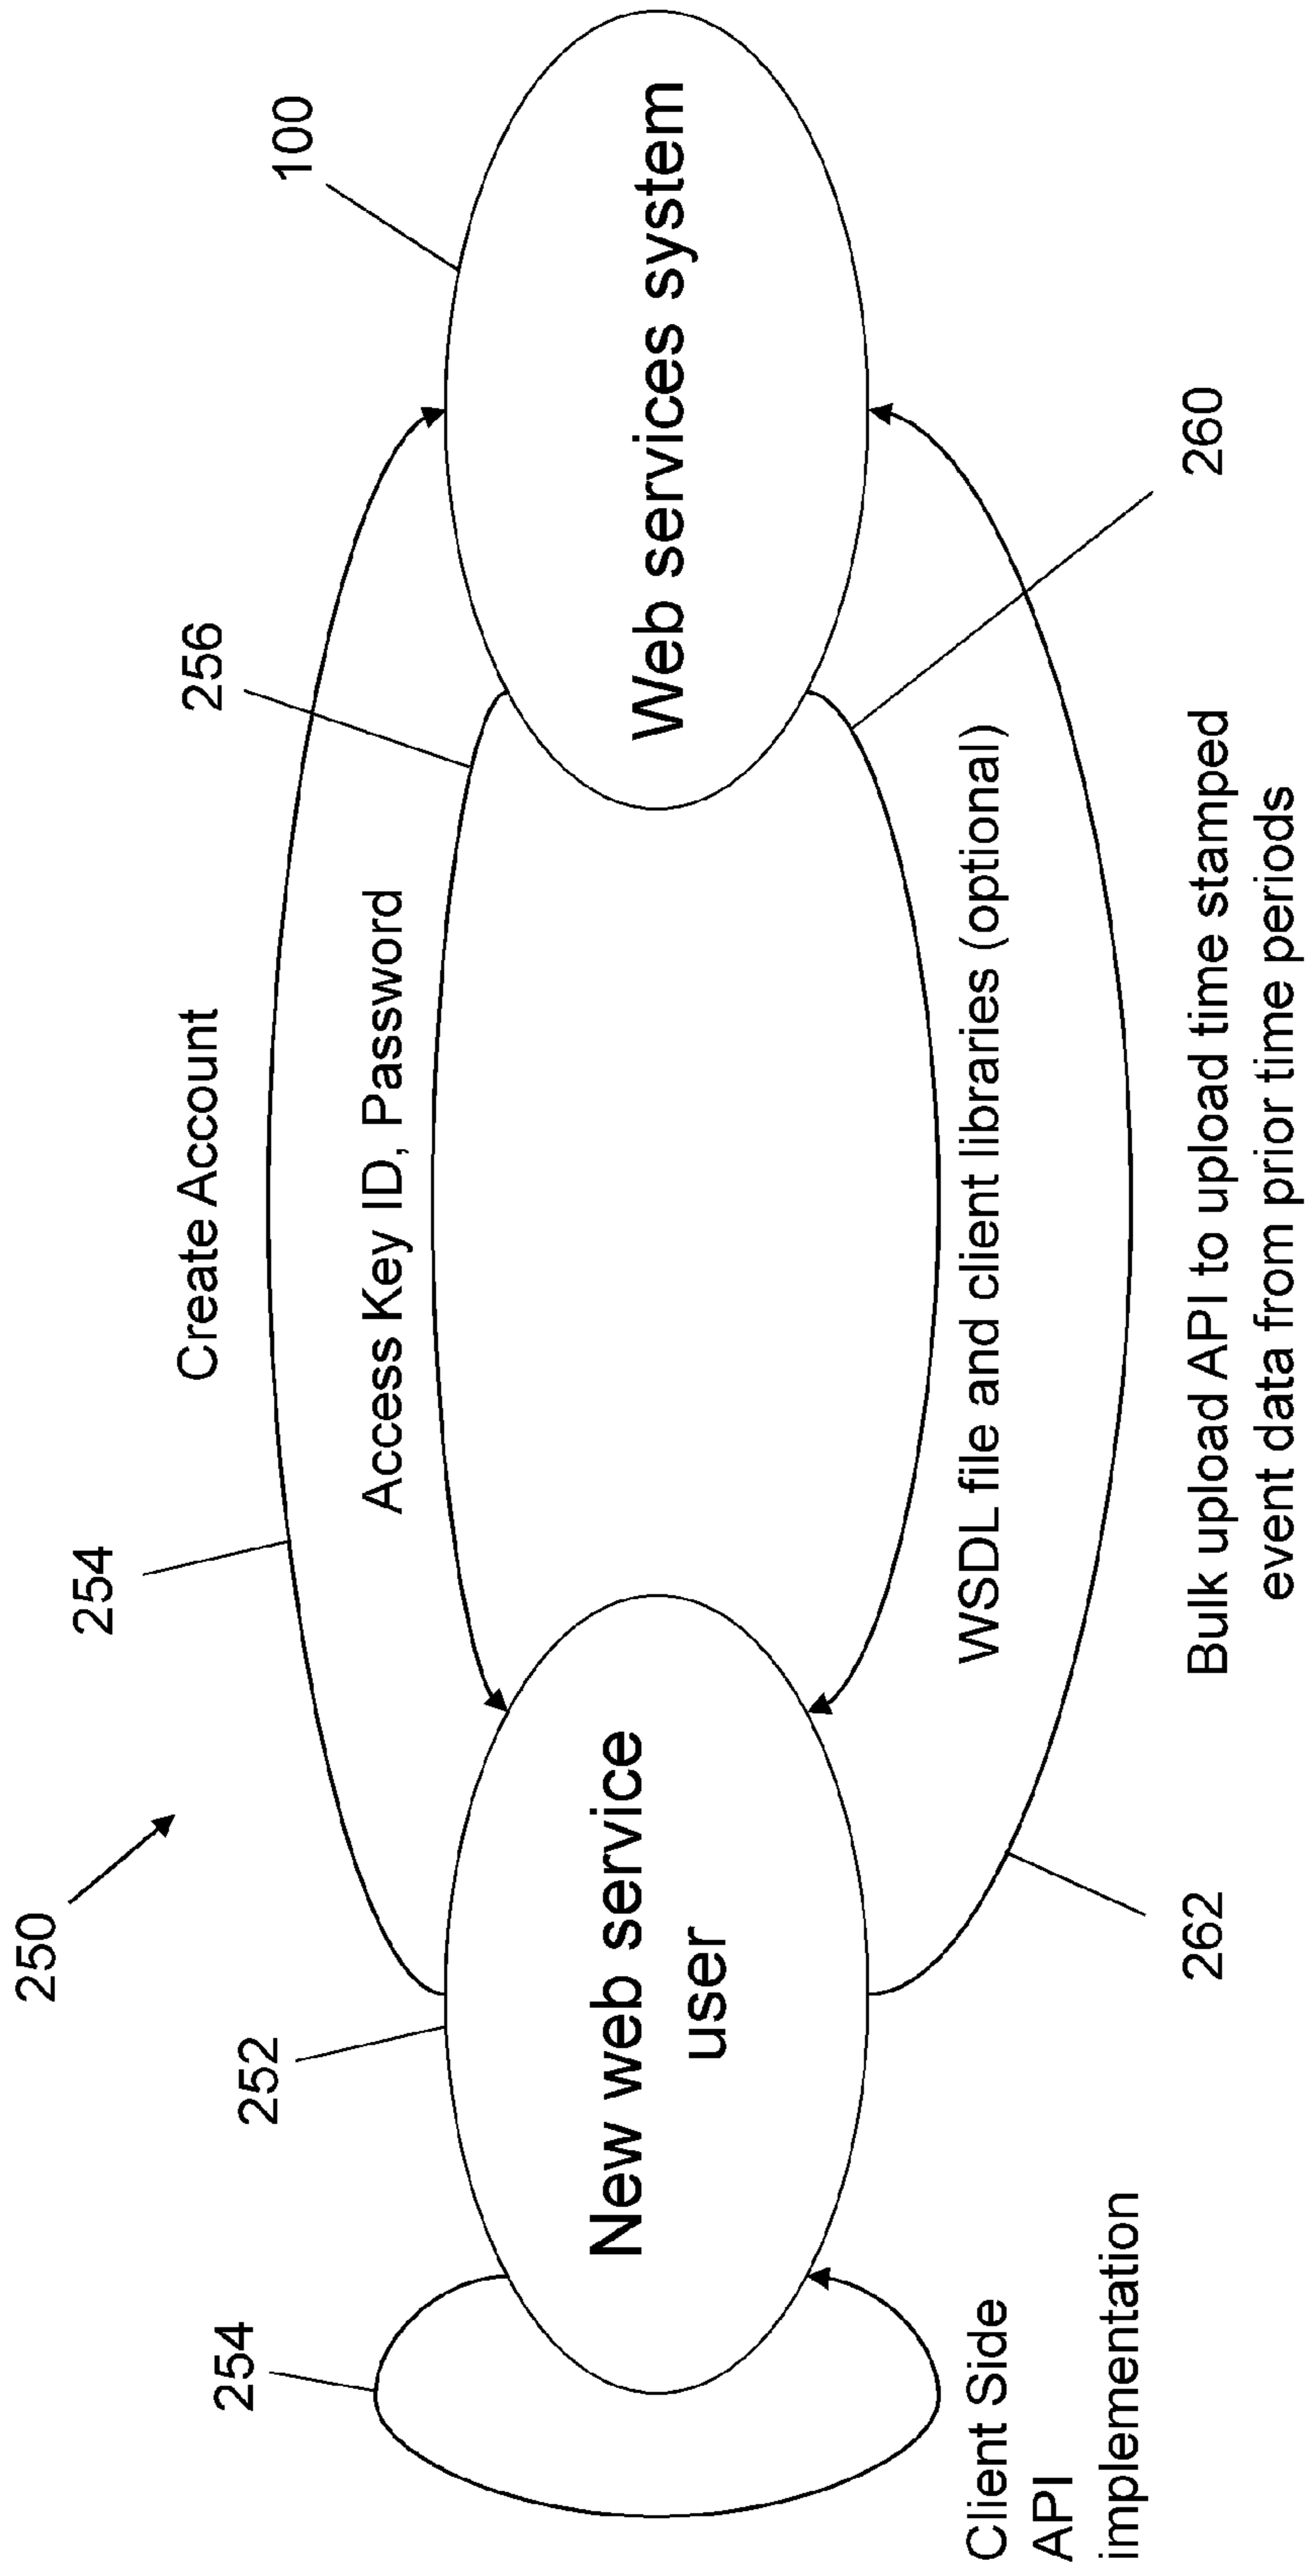 250
254
Create Account
256
100
252
254
Access Key ID, Password
New web service
user
Web services system
WSDL file and client libraries (optional)
Client Side
API
implementation
262
260
Bulk upload API to upload time stamped
event data from prior time periods